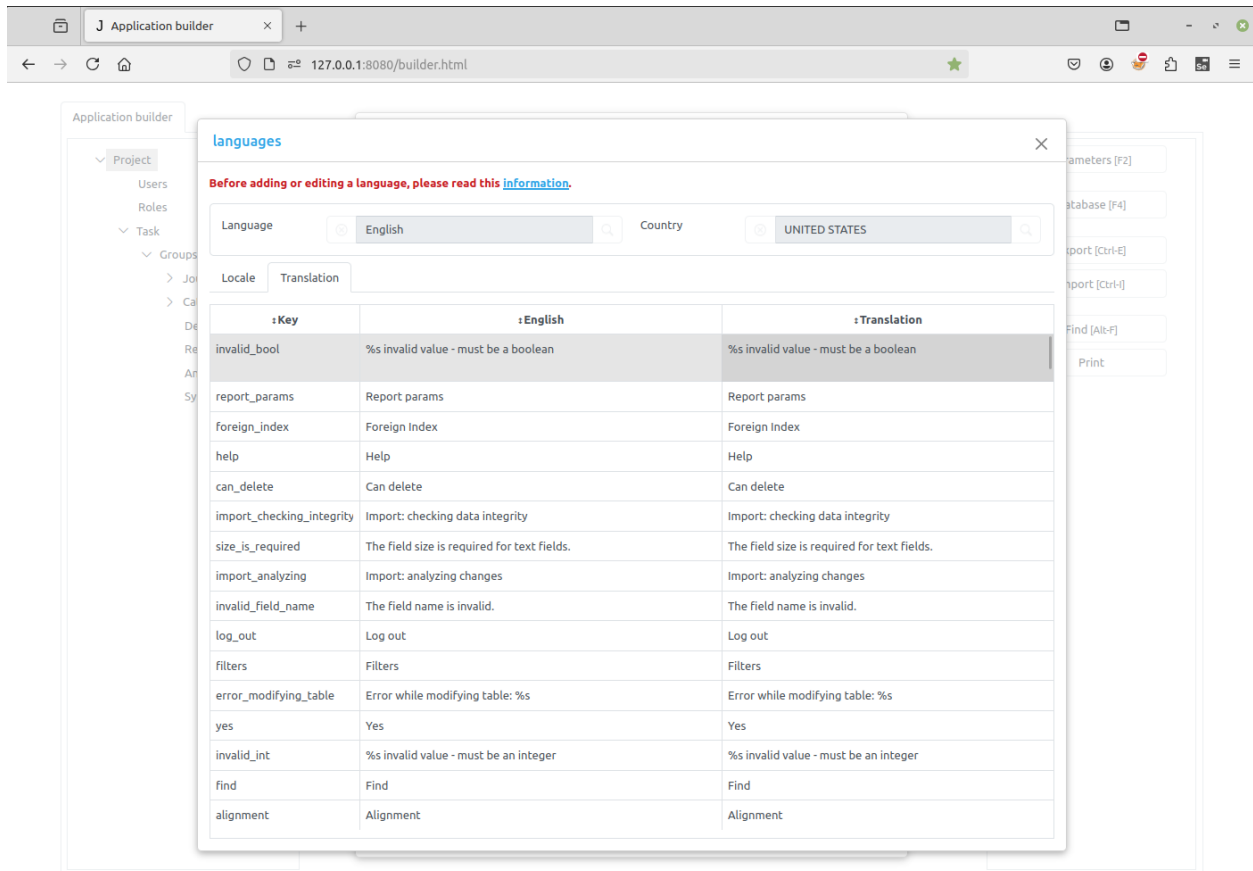 J Application builder
127.0.0.1:8080/builder.html
Se
Application builder
Project
Users
Roles
Task
Groups
languages
Before adding or editing a language, please read this information.
Language English Country UNITED STATES
Locale Translation
Key English Translation
invalid_bool %s invalid value - must be a boolean %s invalid value - must be a boolean
report_params Report params Report params
foreign_index Foreign Index Foreign Index
help Help Help
can_delete Can delete Can delete
import_checking_integrity Import: checking data integrity Import: checking data integrity
size_is_required The field size is required for text fields. The field size is required for text fields.
import_analyzing Import: analyzing changes Import: analyzing changes
invalid_field_name The field name is invalid. The field name is invalid.
log_out Log out Log out
filters Filters Filters
error_modifying_table Error while modifying table: %s Error while modifying table: %s
yes Yes Yes
invalid_int %s invalid value - must be an integer %s invalid value - must be an integer
find Find Find
alignment Alignment Alignment
[F2]
[F4]
[Ctrl-E]
[Ctrl-I]
Find [Alt-F]
Print